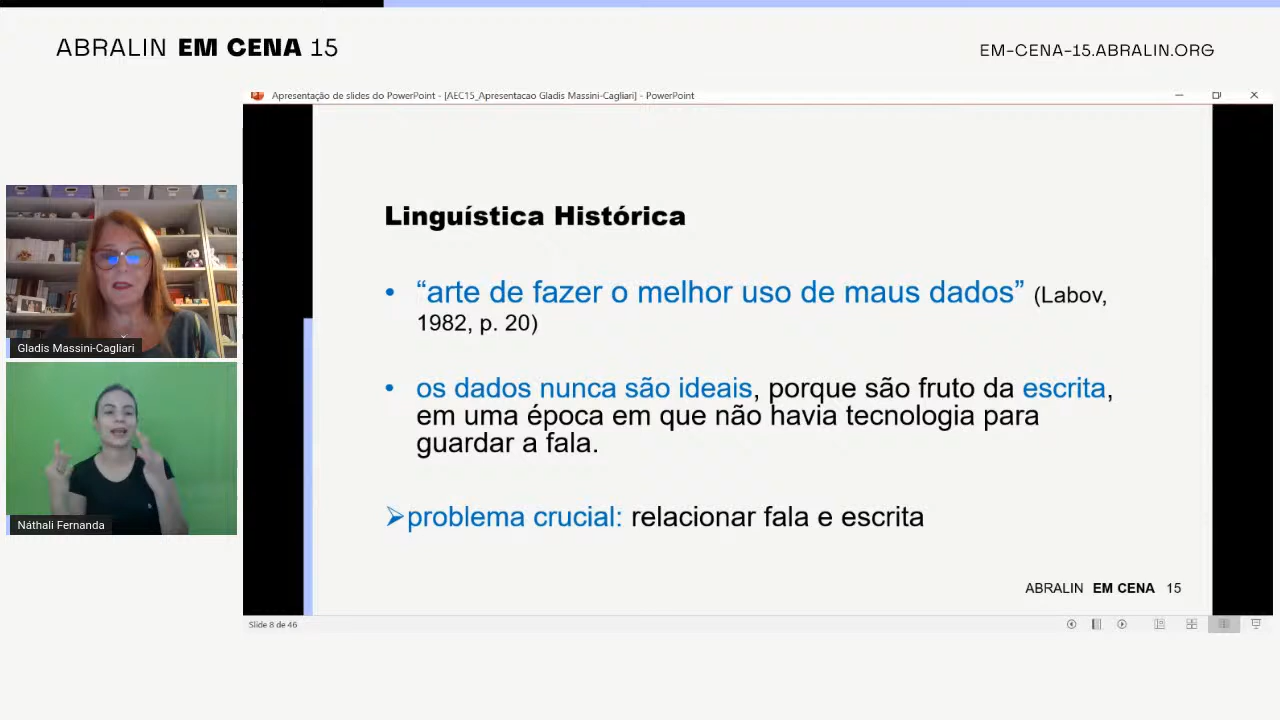 ABRALIN EM CENA 15
EM-CENA-15.ABRALIN.ORG
Apresentação de slides do PowerPoint - [AEC15_Apresentacao Gladis Massini-Cagliari] - PowerPoint
Linguística Histórica
• “arte de fazer o melhor uso de maus dados” (Labov,
1982, p. 20)
• os dados nunca são ideais, porque são fruto da escrita,
em uma época em que não havia tecnologia para
guardar a fala.
➢problema crucial: relacionar fala e escrita
ABRALIN EM CENA 15
Slide 8 de 46
Gladis Massini-Cagliari
Náthali Fernanda